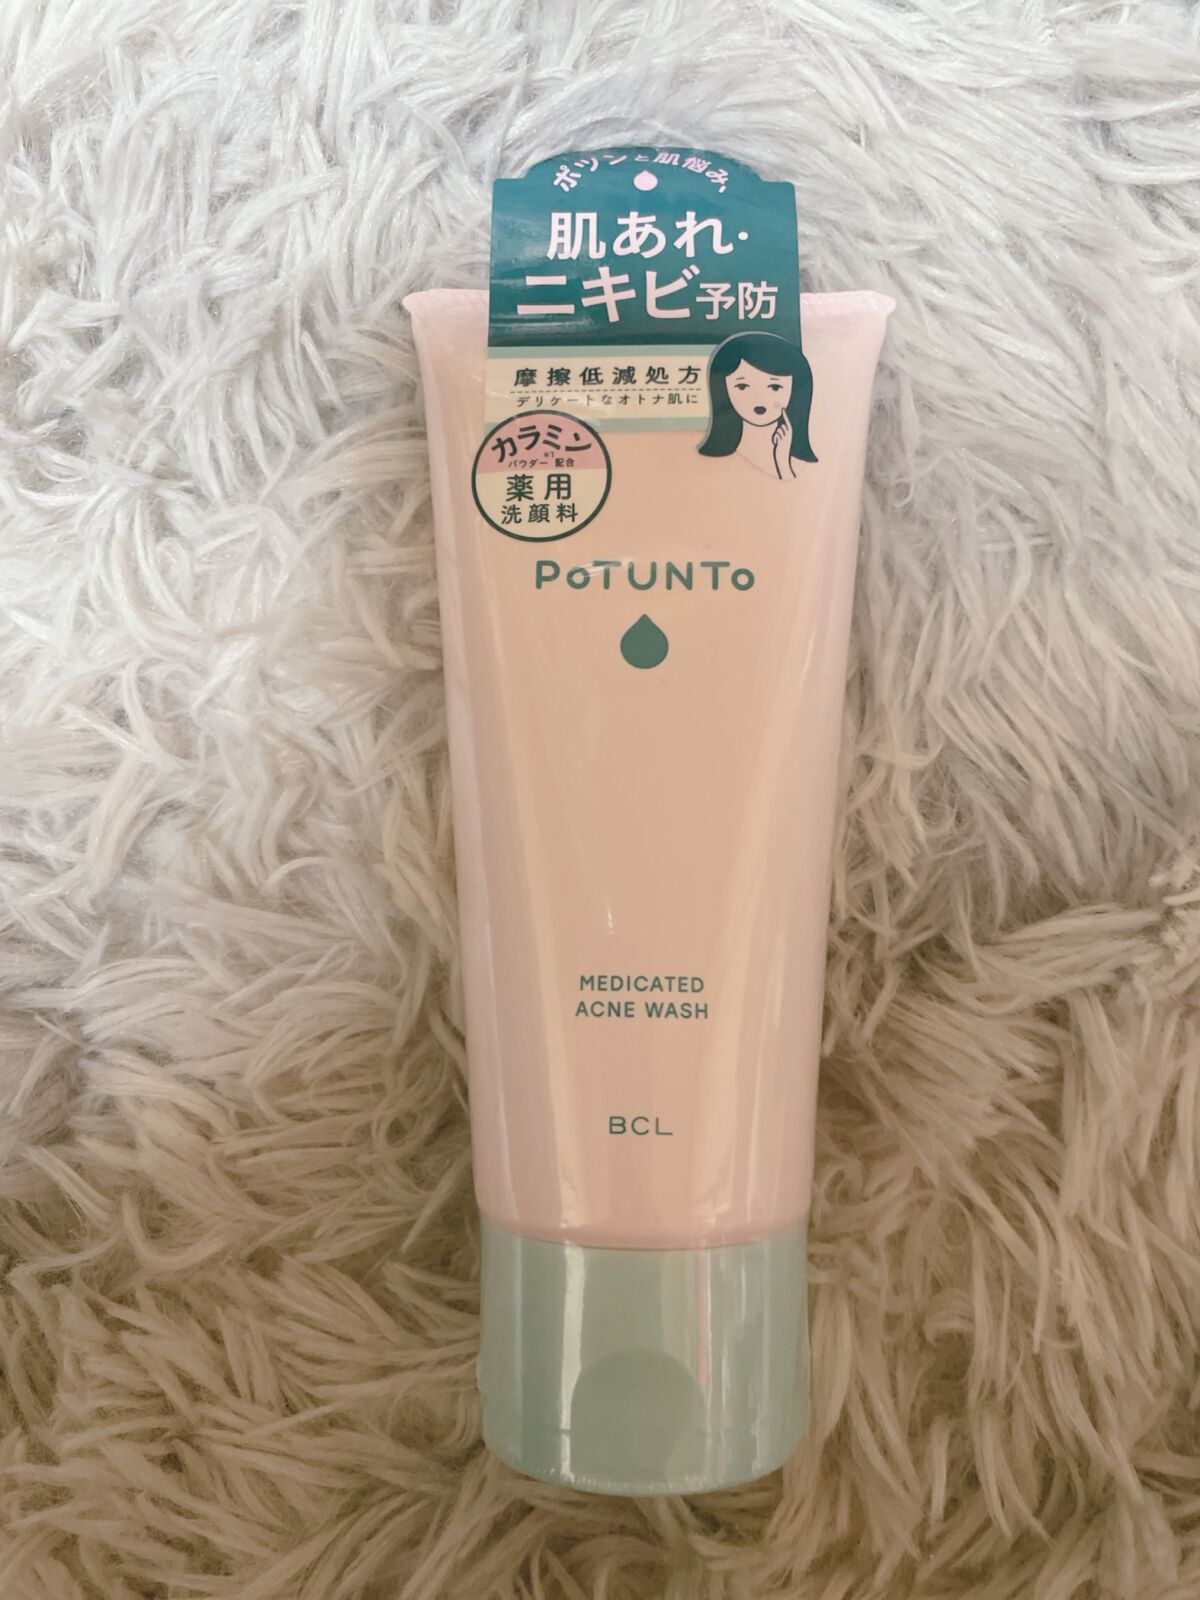 ポツンと肌悩み、
肌あれ・
ニキビ予防
摩擦低減処方
デリケートなオトナ肌に
カラミン
※1
パウダー 配合
薬用
洗顔料
PoTUNTo
MEDICATED
ACNE WASH
BCL